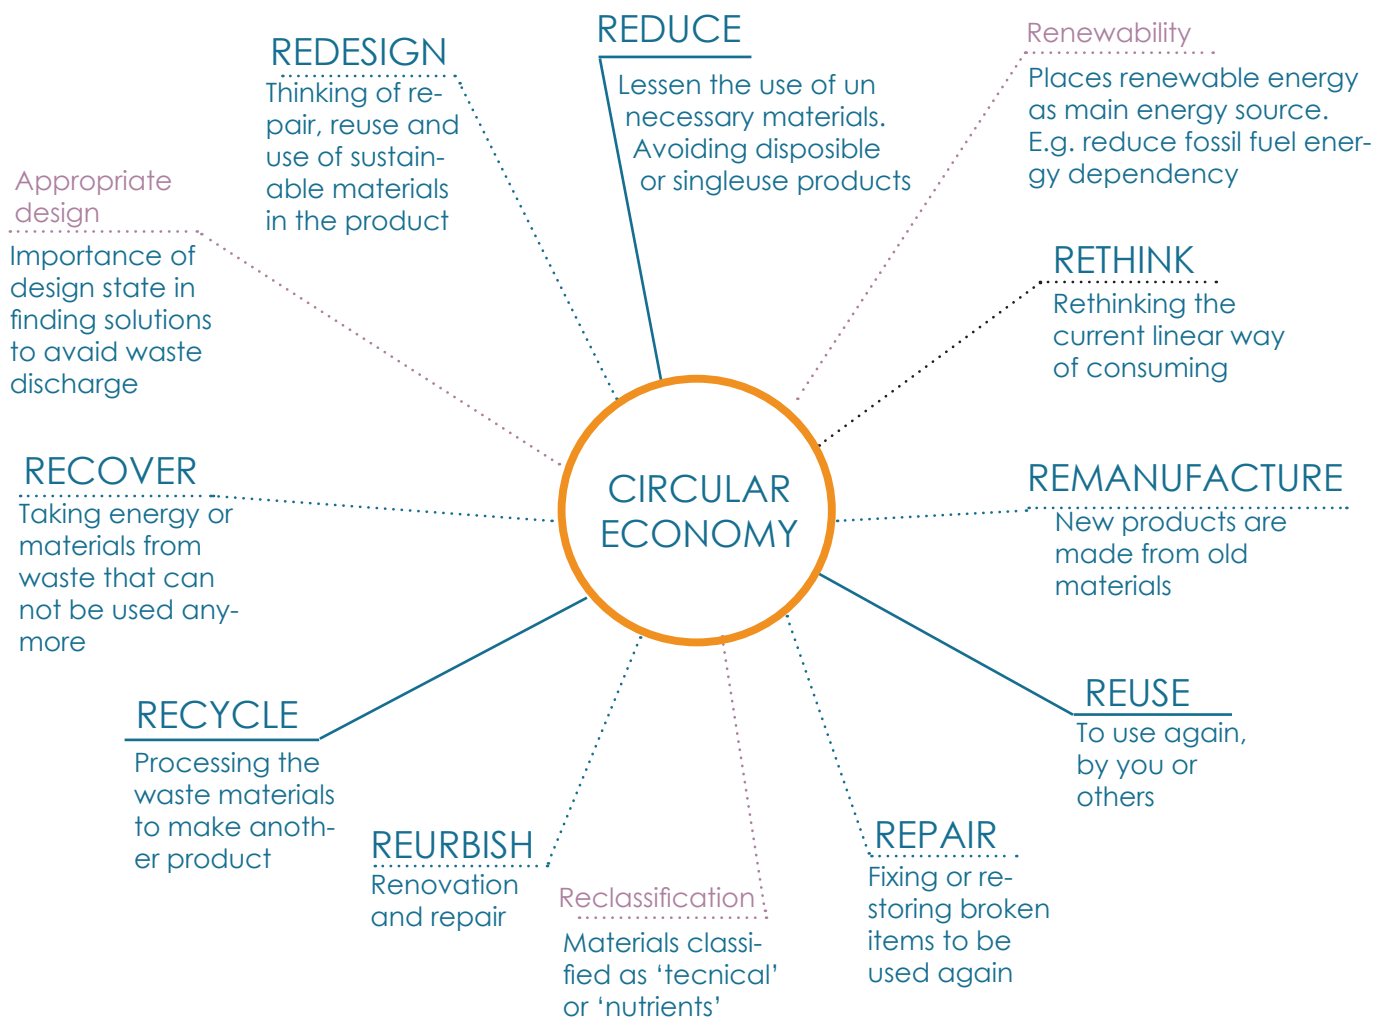 REDESIGN
Thinking of re-
pair, reuse and
use of sustain-
able materials
in the product
REDUCE
Lessen the use of un
necessary materials.
Avoiding disposible
or singleuse products
Renewability
Places renewable energy
as main energy source.
E.g. reduce fossil fuel ener-
gy dependency
Appropriate
design
Importance of
design state in
finding solutions
to avaid waste
discharge
RETHINK
Rethinking the
current linear way
of consuming
RECOVER
Taking energy or
materials from
waste that can
not be used any-
more
CIRCULAR
ECONOMY
REMANUFACTURE
New products are
made from old
materials
RECYCLE
Processing the
waste materials
to make anoth-
er product
REUSE
To use again,
by you or
others
REURBISH
Renovation
and repair
Reclassification
Materials classi-
fied as ‘tecnical’
or ‘nutrients’
REPAIR
Fixing or re-
storing broken
items to be
used again